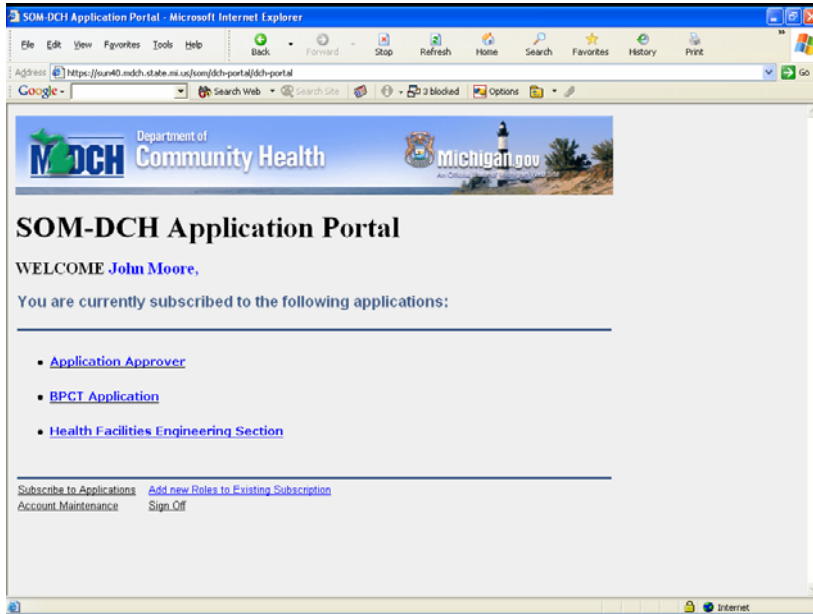 SOM-DCH Application Portal - Microsoft Internet Explorer
File Edit View Favorites Tools Help Back Forward Stop Refresh Home Search Favorites History Print
Address https://sun40.mdch.state.mi.us/som/dch-portal/dch-portal Go
Google - Search Web Search Site 3 blocked Options
MDCH Department of Community Health Michigan.gov
SOM-DCH Application Portal
WELCOME John Moore,
You are currently subscribed to the following applications:
• Application Approver
• BPCT Application
• Health Facilities Engineering Section
Subscribe to Applications Add new Roles to Existing Subscription
Account Maintenance Sign Off
Internet